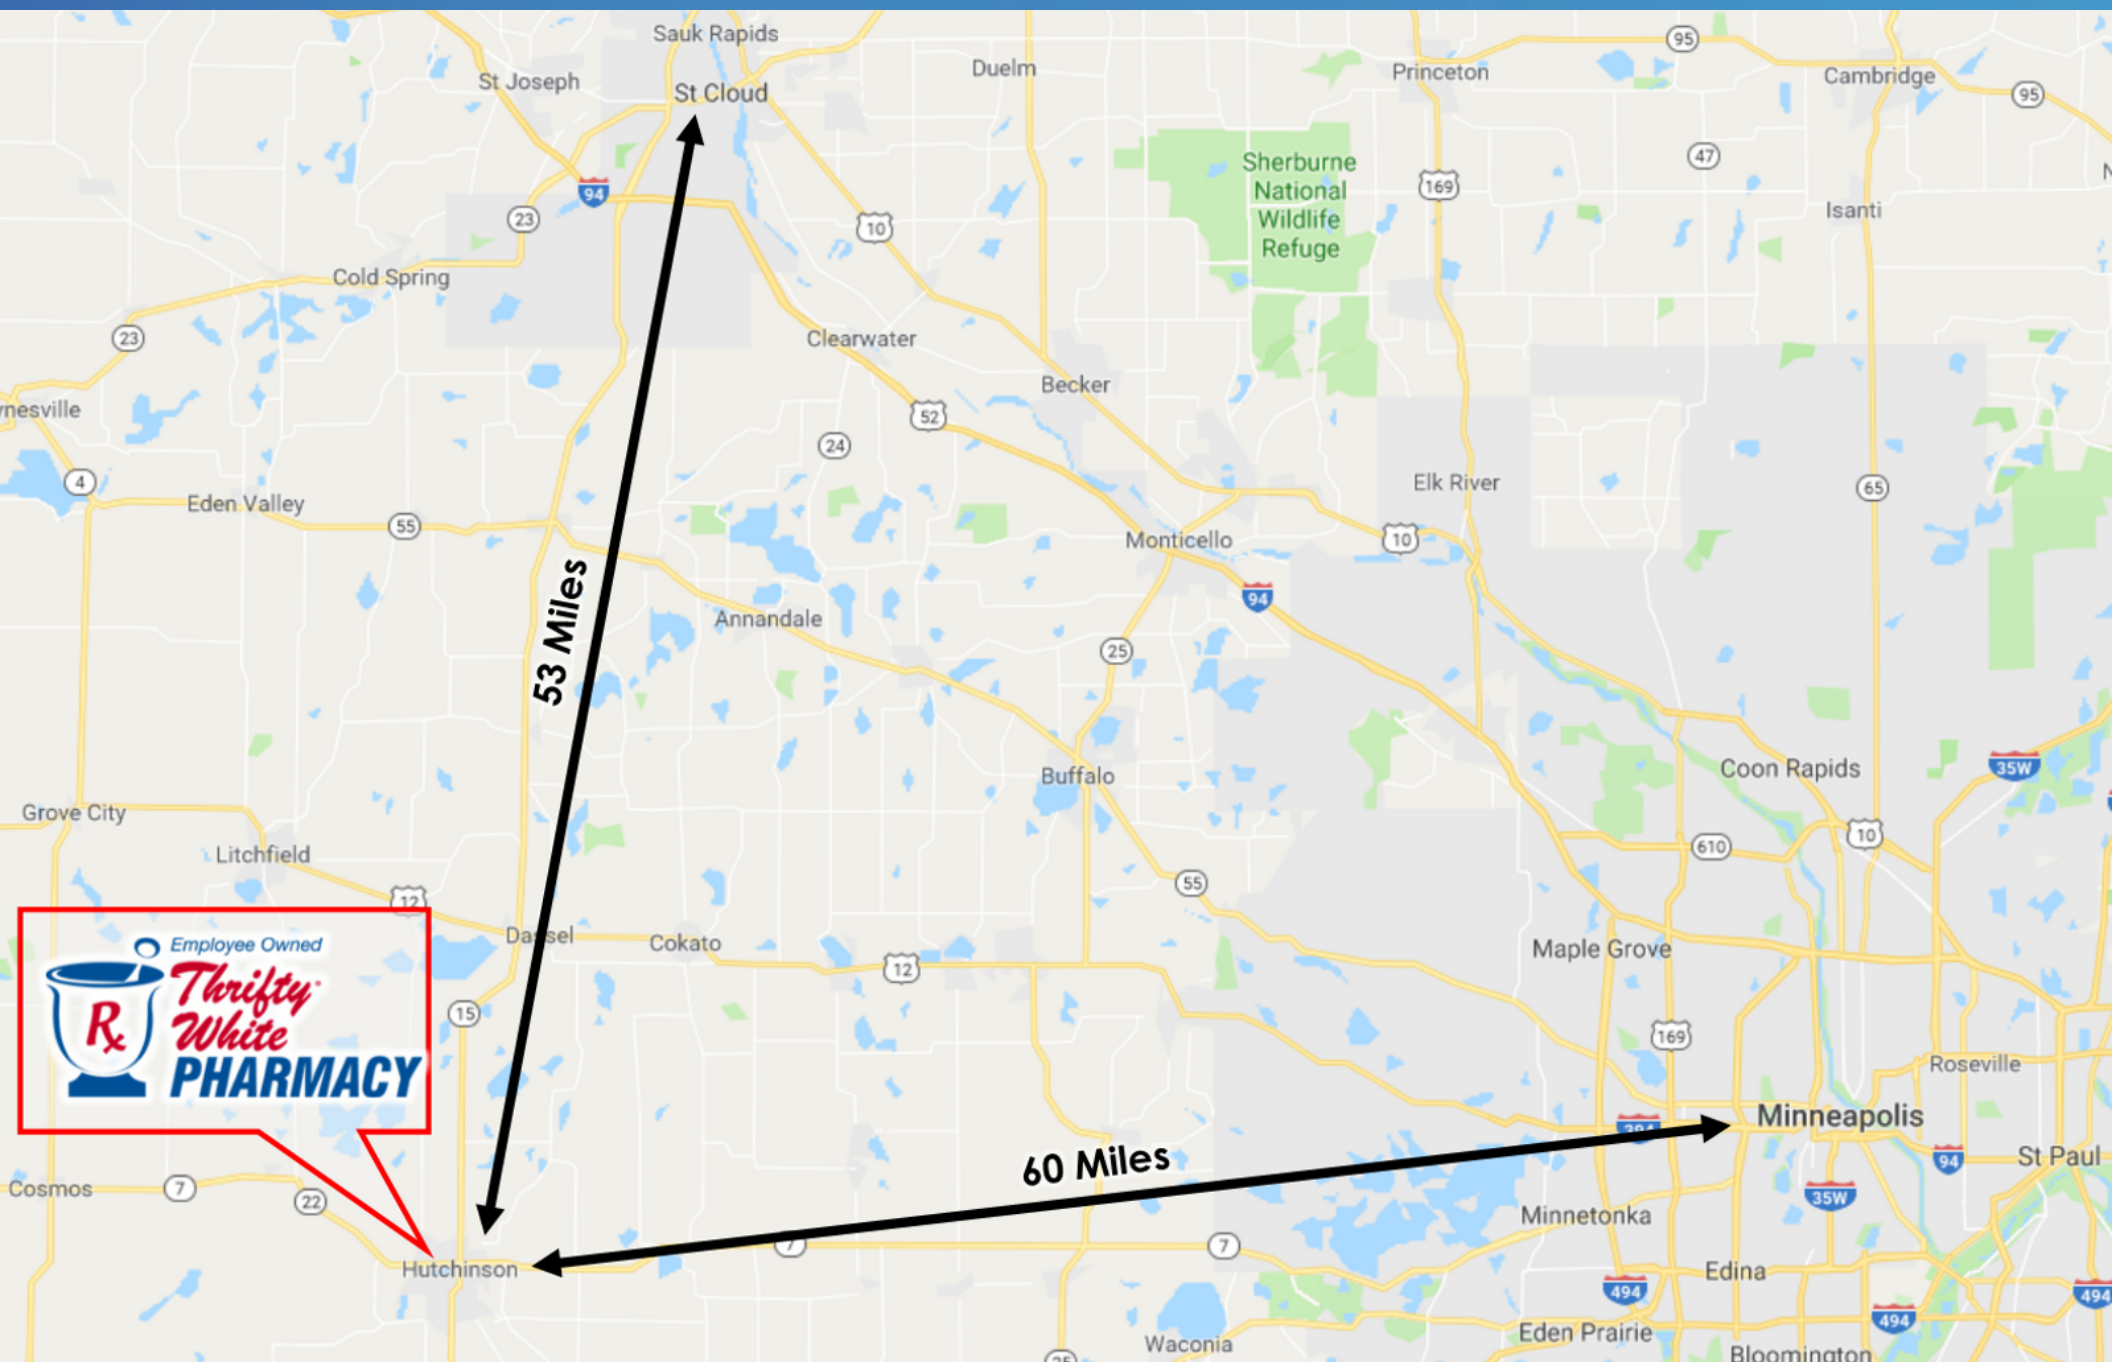 Sauk Rapids
95
St Joseph
Duelm
Princeton
Cambridge
St Cloud
95
47
Sherburne
National
Wildlife
Refuge
94
169
23
10
Isanti
Cold Spring
23
Clearwater
Becker
ynesville
52
24
4
Elk River
65
Eden Valley
55
Monticello
10
94
53 Miles
Annandale
25
Coon Rapids
35W
Buffalo
Grove City
10
610
Litchfield
55
12
Dassel
Cokato
Maple Grove
12
Employee Owned
Thrifty
White
PHARMACY
Rx
15
169
Roseville
Minneapolis
394
60 Miles
94
St Paul
Cosmos
7
22
35W
Minnetonka
7
7
Hutchinson
Edina
494
494
494
Eden Prairie
Waconia
Bloomington